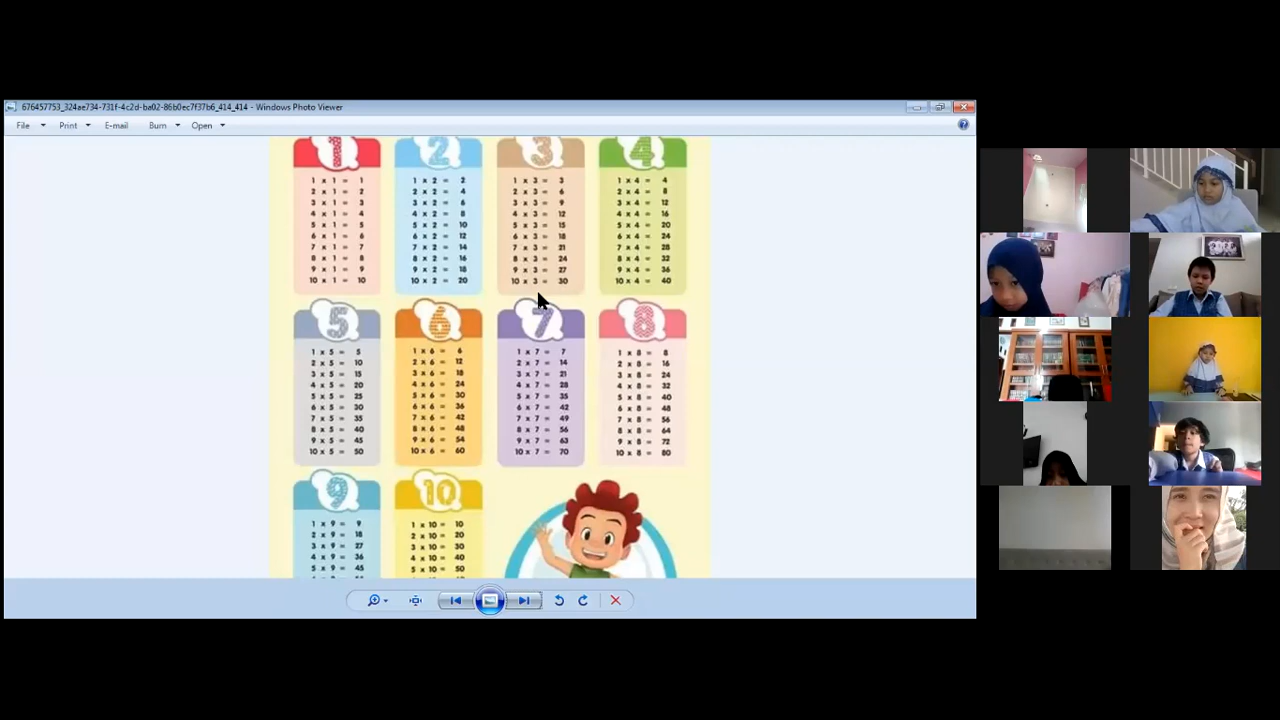 676457753_324ae734-731f-4c2d-ba02-86b0ec7f37b6_414_414 - Windows Photo Viewer
File Print E-mail Burn Open
1
1 x 1 = 1
2 x 1 = 2
3 x 1 = 3
4 x 1 = 4
5 x 1 = 5
6 x 1 = 6
7 x 1 = 7
8 x 1 = 8
9 x 1 = 9
10 x 1 = 10
2
1 x 2 = 2
2 x 2 = 4
3 x 2 = 6
4 x 2 = 8
5 x 2 = 10
6 x 2 = 12
7 x 2 = 14
8 x 2 = 16
9 x 2 = 18
10 x 2 = 20
3
1 x 3 = 3
2 x 3 = 6
3 x 3 = 9
4 x 3 = 12
5 x 3 = 15
6 x 3 = 18
7 x 3 = 21
8 x 3 = 24
9 x 3 = 27
10 x 3 = 30
4
1 x 4 = 4
2 x 4 = 8
3 x 4 = 12
4 x 4 = 16
5 x 4 = 20
6 x 4 = 24
7 x 4 = 28
8 x 4 = 32
9 x 4 = 36
10 x 4 = 40
5
1 x 5 = 5
2 x 5 = 10
3 x 5 = 15
4 x 5 = 20
5 x 5 = 25
6 x 5 = 30
7 x 5 = 35
8 x 5 = 40
9 x 5 = 45
10 x 5 = 50
6
1 x 6 = 6
2 x 6 = 12
3 x 6 = 18
4 x 6 = 24
5 x 6 = 30
6 x 6 = 36
7 x 6 = 42
8 x 6 = 48
9 x 6 = 54
10 x 6 = 60
7
1 x 7 = 7
2 x 7 = 14
3 x 7 = 21
4 x 7 = 28
5 x 7 = 35
6 x 7 = 42
7 x 7 = 49
8 x 7 = 56
9 x 7 = 63
10 x 7 = 70
8
1 x 8 = 8
2 x 8 = 16
3 x 8 = 24
4 x 8 = 32
5 x 8 = 40
6 x 8 = 48
7 x 8 = 56
8 x 8 = 64
9 x 8 = 72
10 x 8 = 80
9
1 x 9 = 9
2 x 9 = 18
3 x 9 = 27
4 x 9 = 36
5 x 9 = 45
10
1 x 10 = 10
2 x 10 = 20
3 x 10 = 30
4 x 10 = 40
5 x 10 = 50